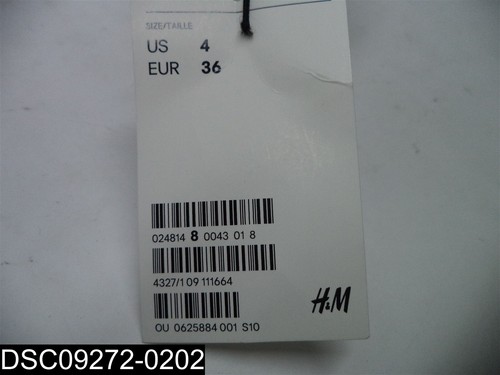 SIZE/TAILLE
US 4
EUR 36
024814 8 0043 01 8
4327/1 09 111664
H&M
OU 0625884 001 S10
DSC09272-0202